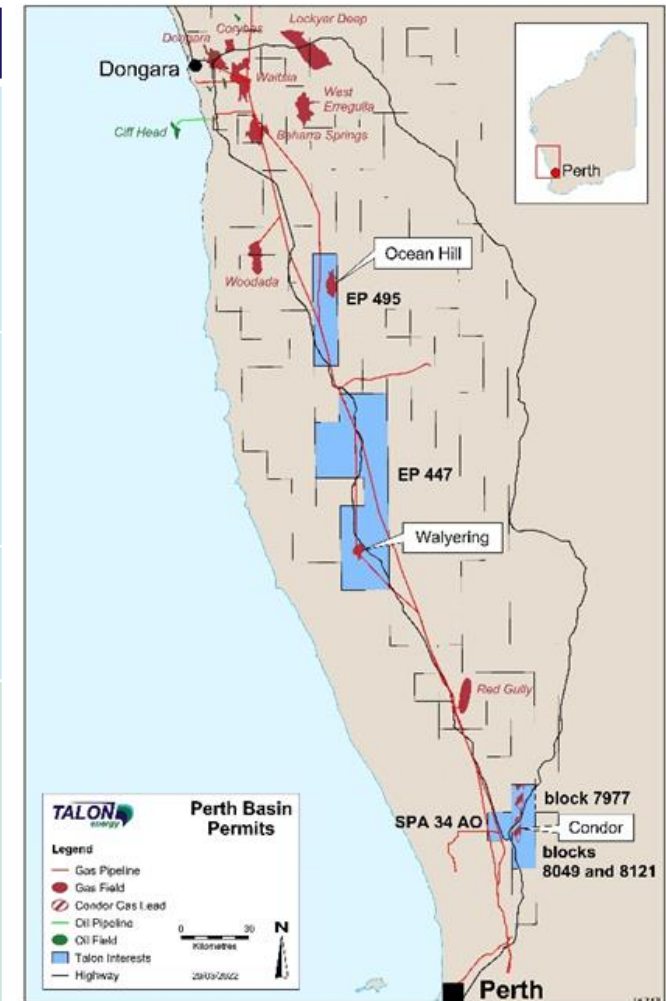 Lockyer Deep
Corybas
Dongara
Dongara
Waitsia
West
Erregulla
Cliff Head
Beharra Springs
Perth
Ocean Hill
Woodada
EP 495
EP 447
Walyering
Red Gully
block 7977
SPA 34 AO
Condor
blocks
8049 and 8121
TALON
energy
Perth Basin
Permits
Legend
Gas Pipeline
Gas Field
Condor Gas Lead
Oil Pipeline
Oil Field
Talon Interests
Highway
0 30
Kilometres
N
Perth